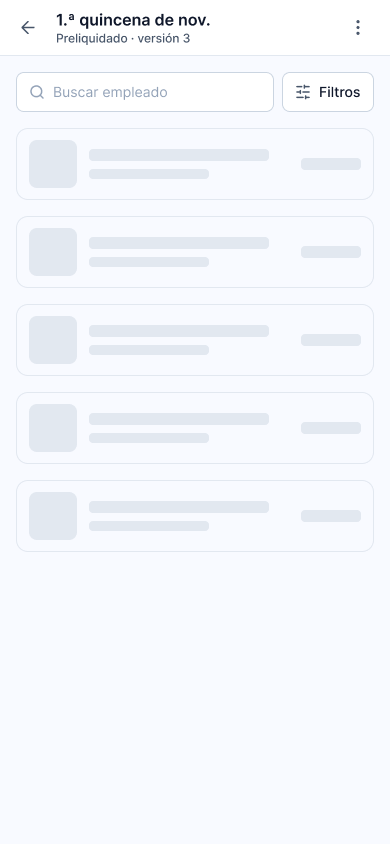 1.ª quincena de nov.
Preliquidado · versión 3
Buscar empleado
Filtros